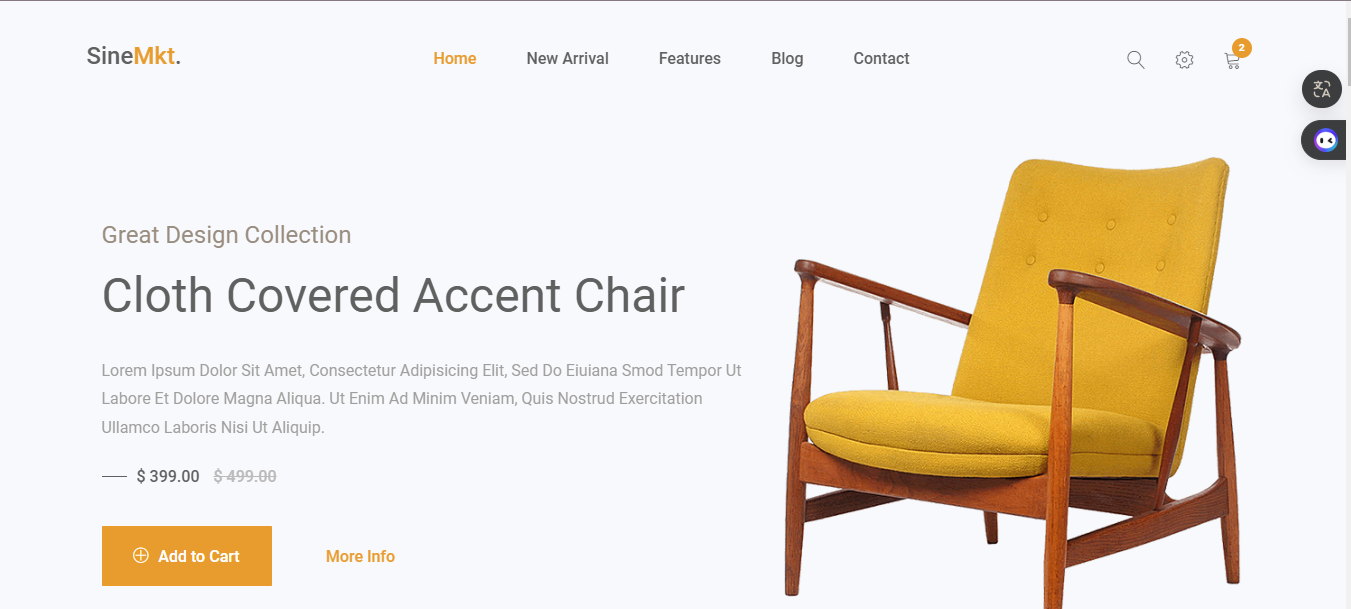 SineMkt.
Home New Arrival Features Blog Contact
2
Great Design Collection
Cloth Covered Accent Chair
Lorem Ipsum Dolor Sit Amet, Consectetur Adipisicing Elit, Sed Do Eiuiana Smod Tempor Ut
Labore Et Dolore Magna Aliqua. Ut Enim Ad Minim Veniam, Quis Nostrud Exercitation
Ullamco Laboris Nisi Ut Aliquip.
$ 399.00 $ 499.00
Add to Cart More Info